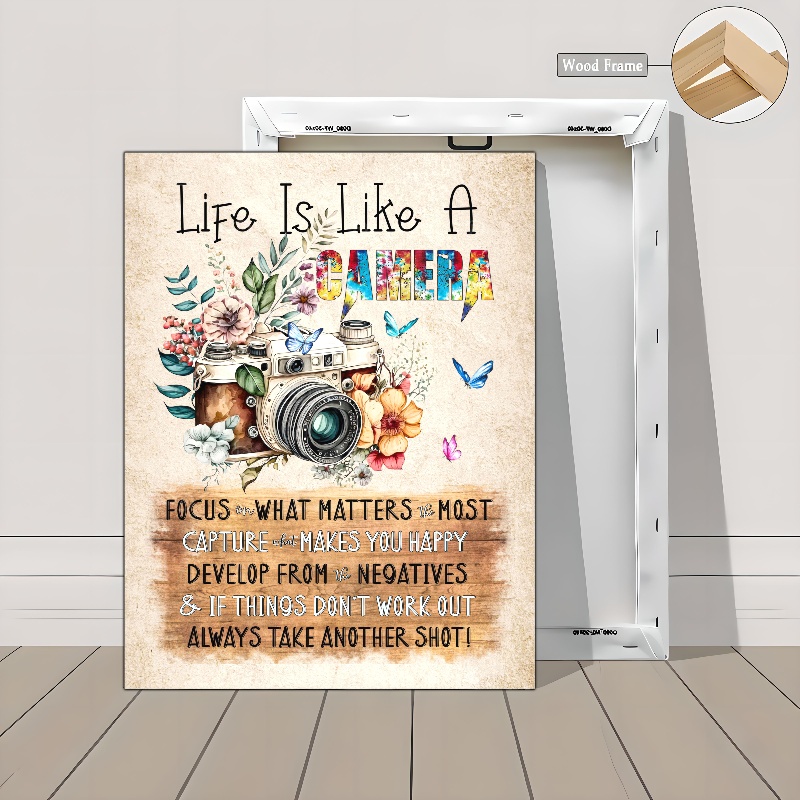 Wood Frame
Life Is Like A
CAMERA
FOCUS on WHAT MATTERS the MOST
CAPTURE what MAKES YOU HAPPY
DEVELOP FROM the NEGATIVES
& IF THINGS DON'T WORK OUT
ALWAYS TAKE ANOTHER SHOT!